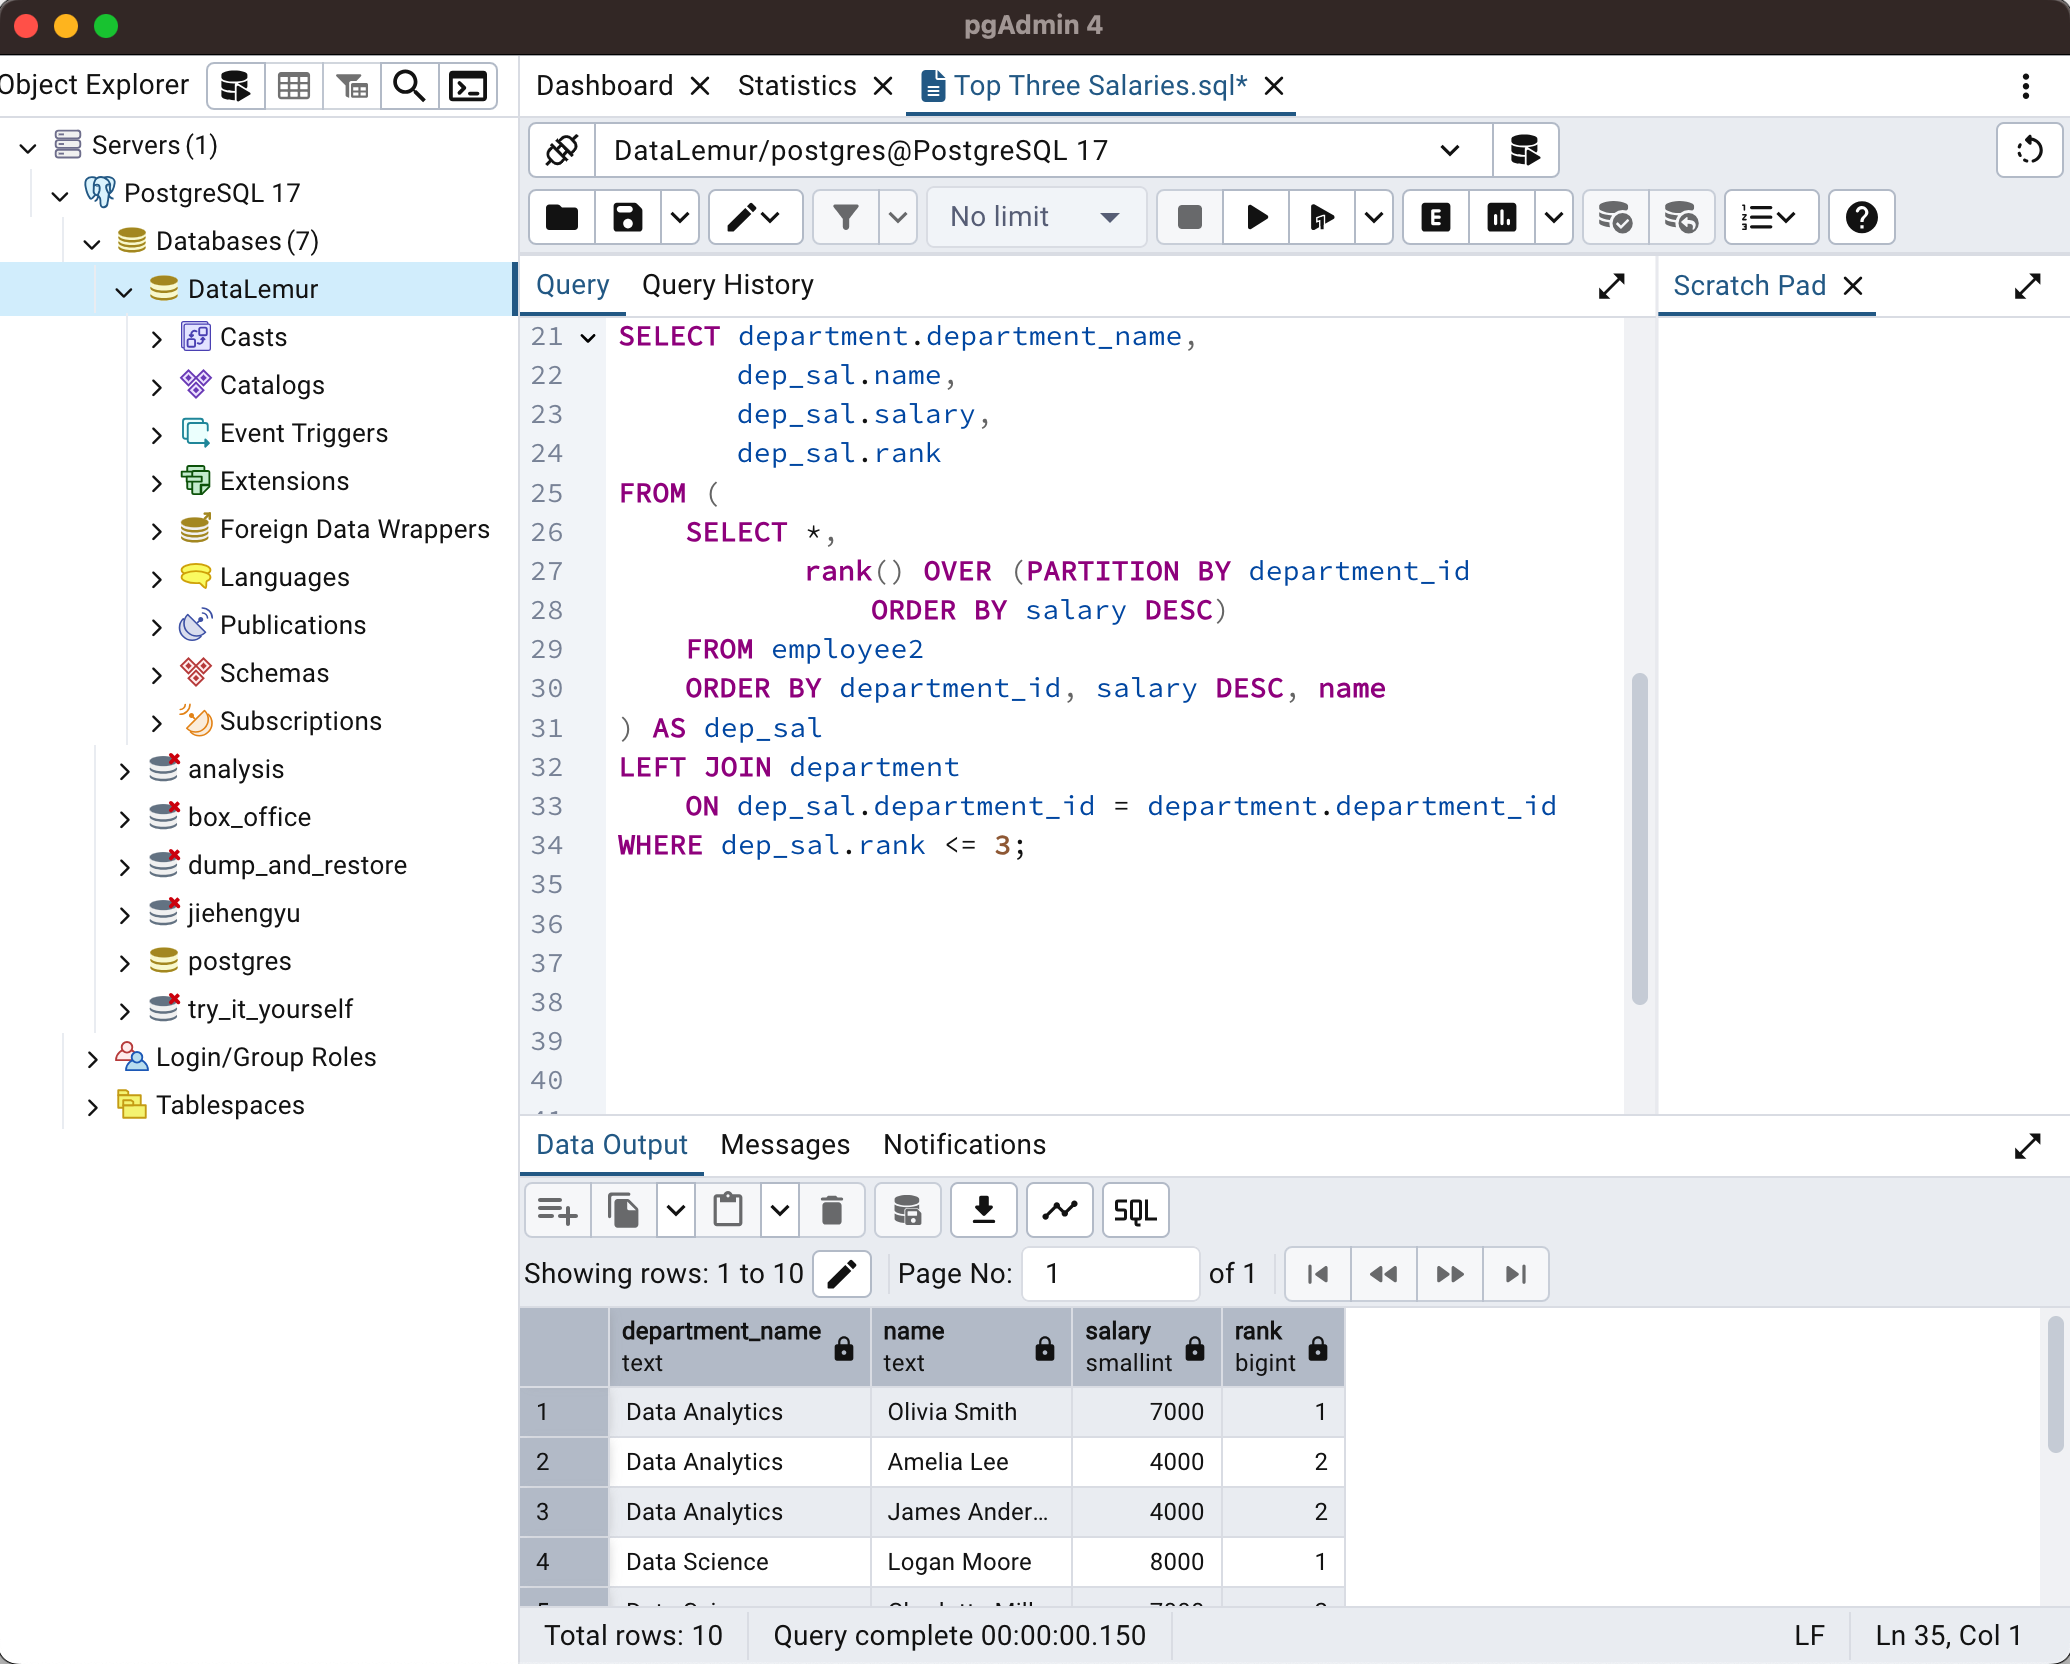 pgAdmin 4
Object Explorer
Dashboard
Statistics
Top Three Salaries.sql*
Servers (1)
PostgreSQL 17
Databases (7)
DataLemur
Casts
Catalogs
Event Triggers
Extensions
Foreign Data Wrappers
Languages
Publications
Schemas
Subscriptions
analysis
box_office
dump_and_restore
jiehengyu
postgres
try_it_yourself
Login/Group Roles
Tablespaces
DataLemur/postgres@PostgreSQL 17
No limit
E
Query
Query History
Scratch Pad
21 SELECT department.department_name,
22 dep_sal.name,
23 dep_sal.salary,
24 dep_sal.rank
25 FROM (
26 SELECT *,
27 rank() OVER (PARTITION BY department_id
28 ORDER BY salary DESC)
29 FROM employee2
30 ORDER BY department_id, salary DESC, name
31 ) AS dep_sal
32 LEFT JOIN department
33 ON dep_sal.department_id = department.department_id
34 WHERE dep_sal.rank <= 3;
35
36
37
38
39
40
Data Output
Messages
Notifications
SQL
Showing rows: 1 to 10
Page No: 1 of 1
department_name name salary rank
text text smallint bigint
1 Data Analytics Olivia Smith 7000 1
2 Data Analytics Amelia Lee 4000 2
3 Data Analytics James Ander... 4000 2
4 Data Science Logan Moore 8000 1
Total rows: 10
Query complete 00:00:00.150
LF
Ln 35, Col 1